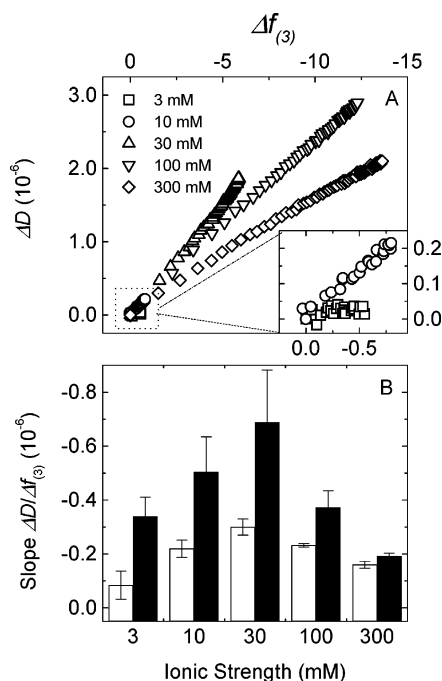 Δf(3)
0 -5 -10 -15
A
3 mM
10 mM
30 mM
100 mM
300 mM
ΔD (10-6)
3.0
2.0
1.0
0.0
0.2
0.1
0.0
0.0 -0.5
B
Slope ΔD/Δf(3) (10-6)
-0.8
-0.6
-0.4
-0.2
0.0
3 10 30 100 300
Ionic Strength (mM)